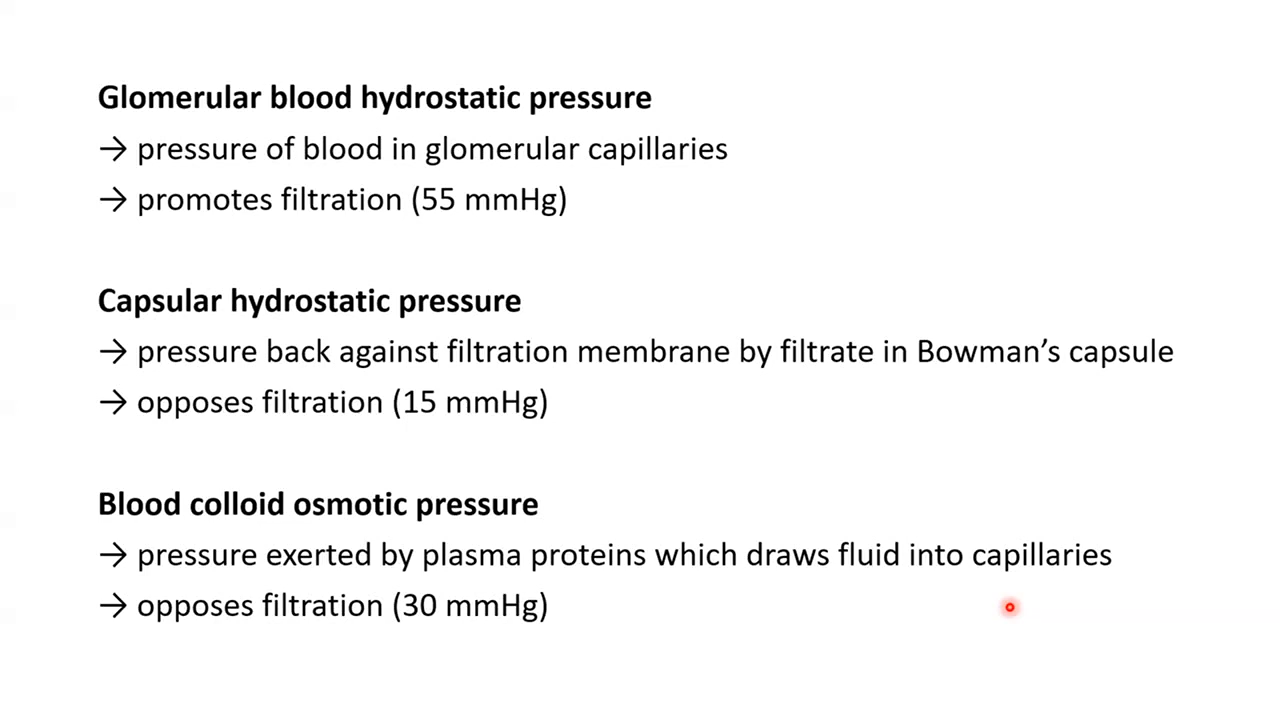 Glomerular blood hydrostatic pressure
→ pressure of blood in glomerular capillaries
→ promotes filtration (55 mmHg)
Capsular hydrostatic pressure
→ pressure back against filtration membrane by filtrate in Bowman’s capsule
→ opposes filtration (15 mmHg)
Blood colloid osmotic pressure
→ pressure exerted by plasma proteins which draws fluid into capillaries
→ opposes filtration (30 mmHg)